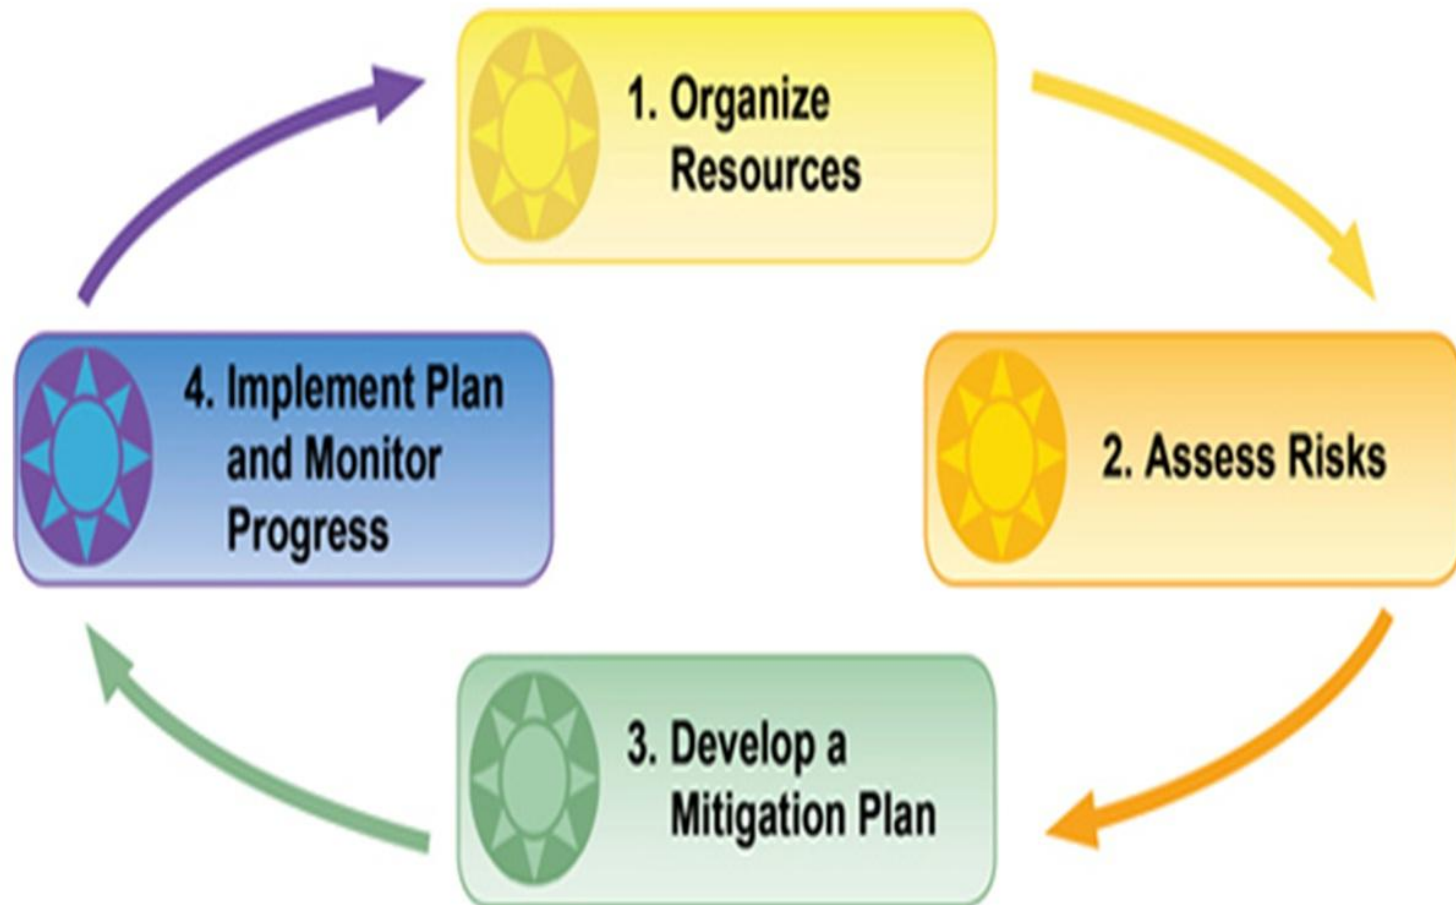 1. Organize
Resources
2. Assess Risks
3. Develop a
Mitigation Plan
4. Implement Plan
and Monitor
Progress